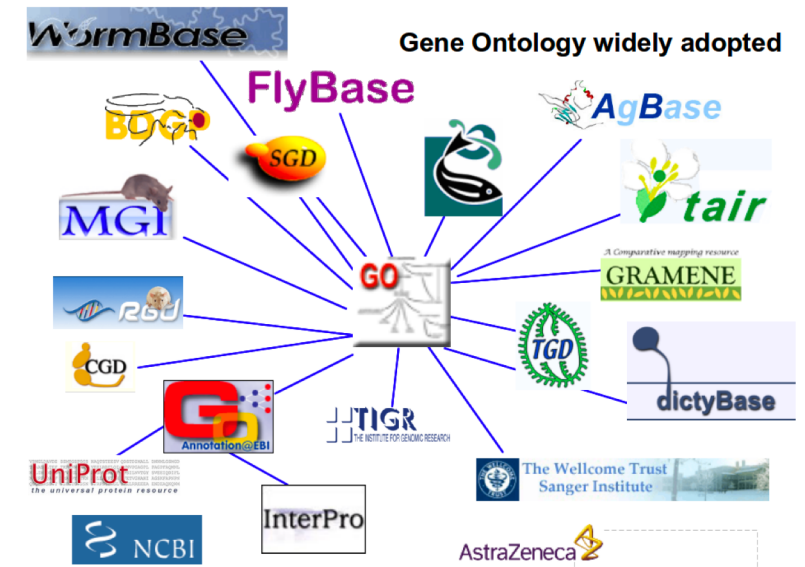 WormBase
Gene Ontology widely adopted
FlyBase
BDGP
AgBase
SGD
MGI
tair
A Comparative mapping resource
GRAMENE
GO
RGD
TGD
CGD
dictyBase
GO
Annotation@EBI
TIGR
THE INSTITUTE FOR GENOMIC RESEARCH
UniProt
the universal protein resource
The Wellcome Trust
Sanger Institute
InterPro
NCBI
AstraZeneca